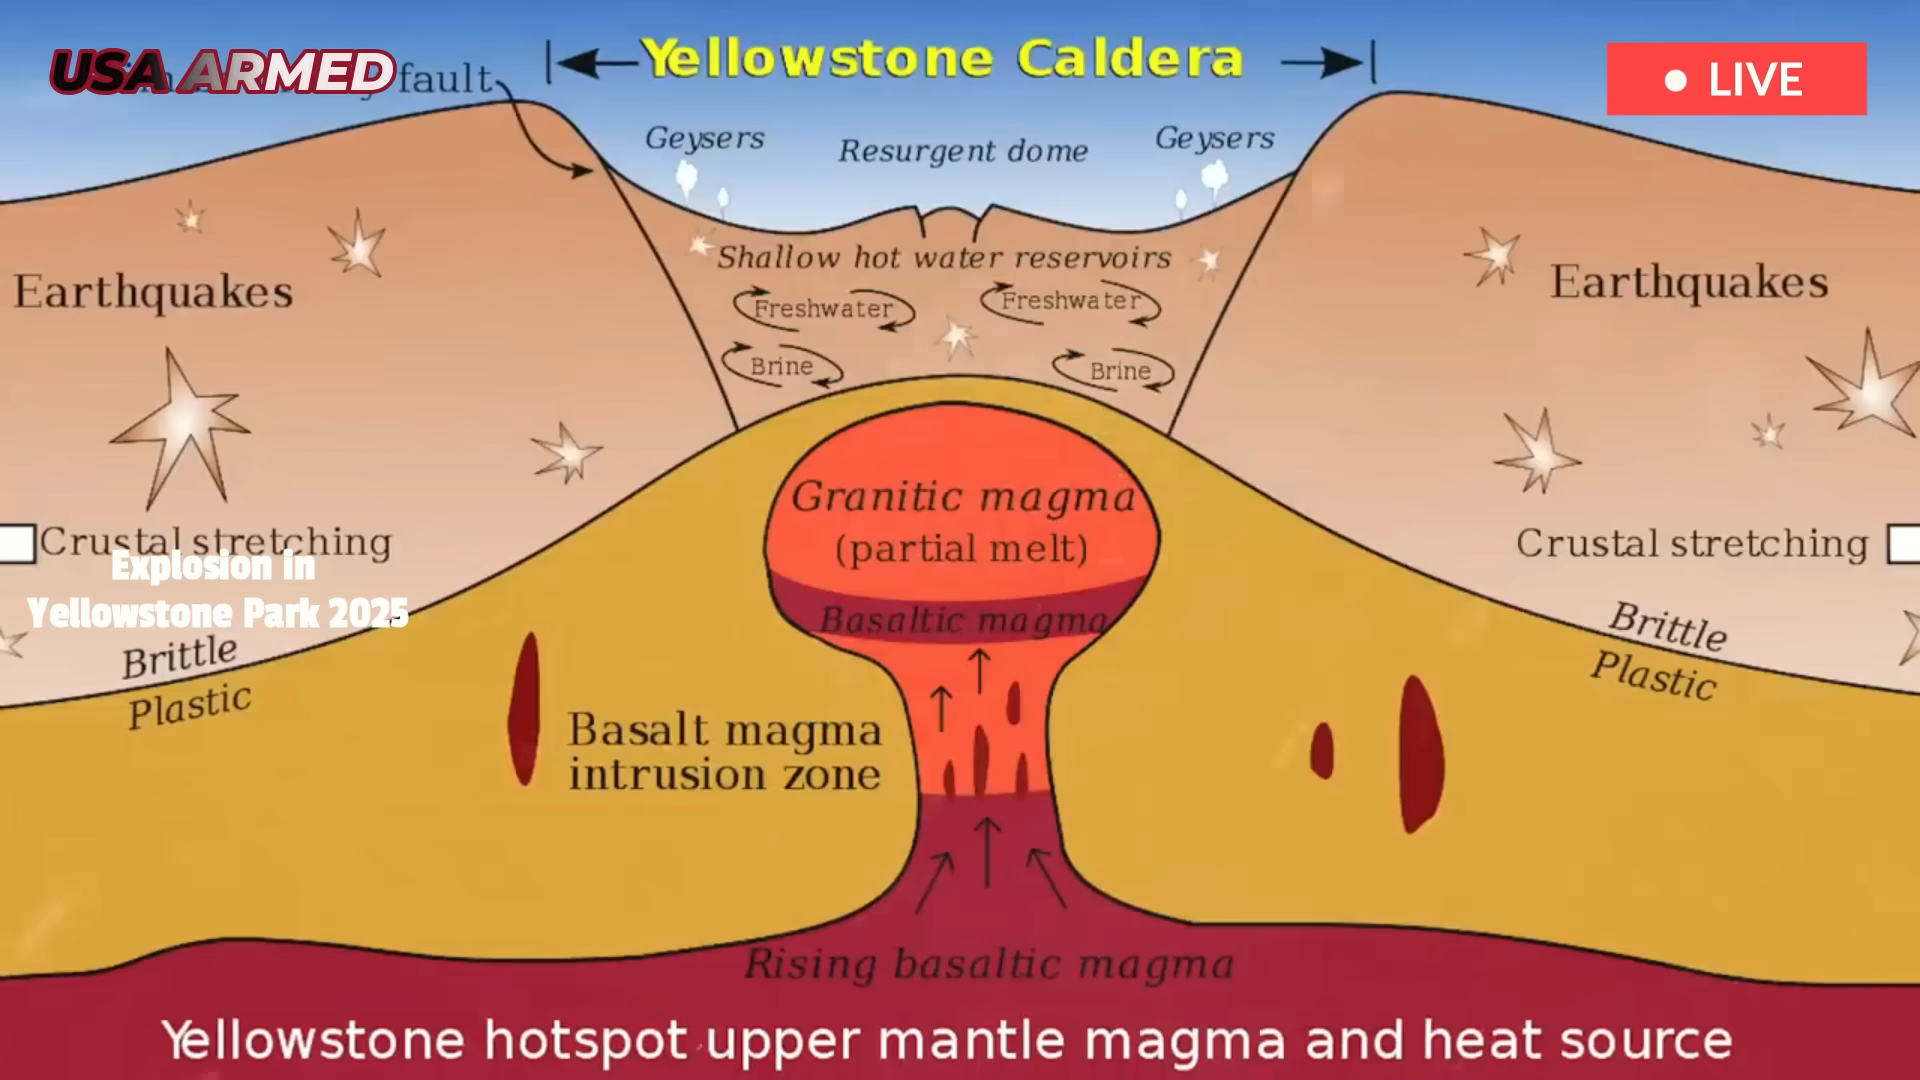 USA ARMED
fault
Yellowstone Caldera
LIVE
Geysers
Resurgent dome
Geysers
Shallow hot water reservoirs
Earthquakes
Freshwater
Freshwater
Earthquakes
Brine
Brine
Granitic magma
(partial melt)
Crustal stretching
Crustal stretching
Explosion in
Yellowstone Park 2025
Basaltic magma
Brittle
Plastic
Brittle
Plastic
Basalt magma
intrusion zone
Rising basaltic magma
Yellowstone hotspot upper mantle magma and heat source